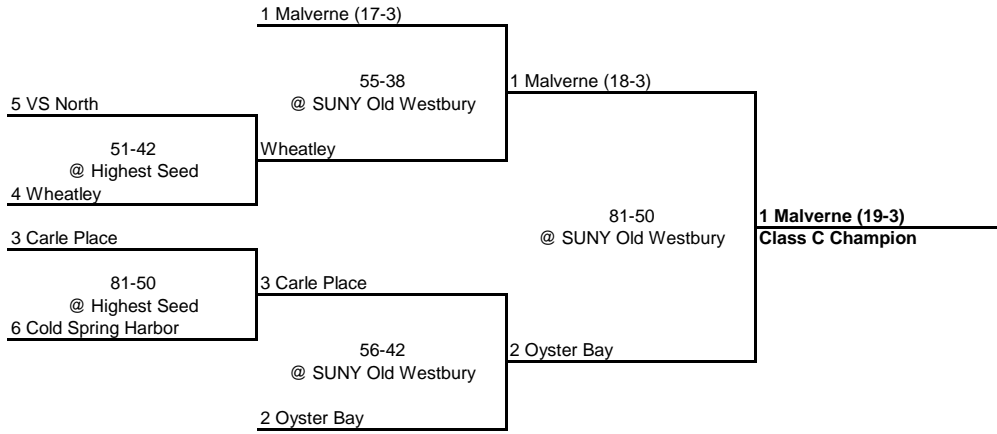 1 Malverne (17-3)
55-38
@ SUNY Old Westbury
1 Malverne (18-3)
5 VS North
51-42
@ Highest Seed
Wheatley
4 Wheatley
81-50
@ SUNY Old Westbury
1 Malverne (19-3)
Class C Champion
3 Carle Place
81-50
@ Highest Seed
3 Carle Place
6 Cold Spring Harbor
56-42
@ SUNY Old Westbury
2 Oyster Bay
2 Oyster Bay